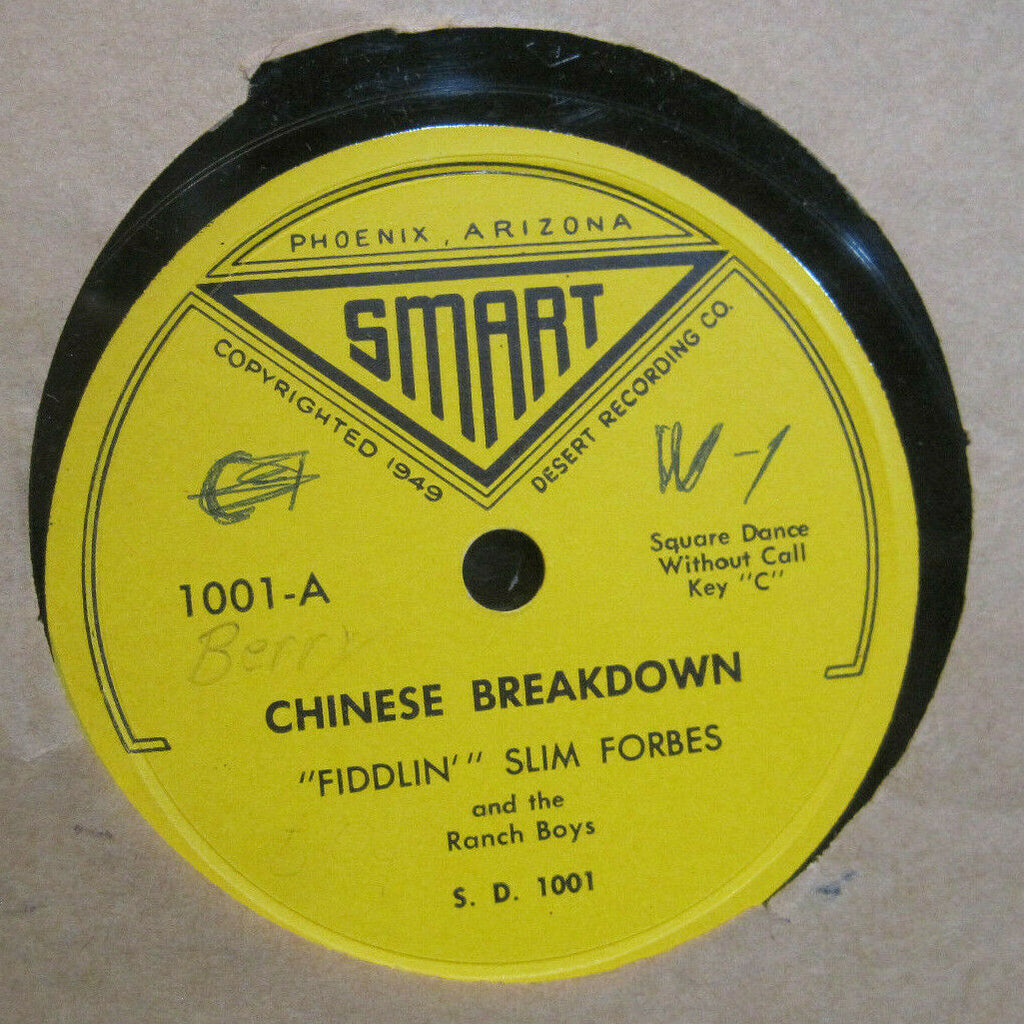 PHOENIX, ARIZONA
SMART
COPYRIGHTED 1949
DESERT RECORDING CO.
W-1
Square Dance
Without Call
Key "C"
1001-A
Berry
CHINESE BREAKDOWN
"FIDDLIN'" SLIM FORBES
and the
Ranch Boys
S. D. 1001